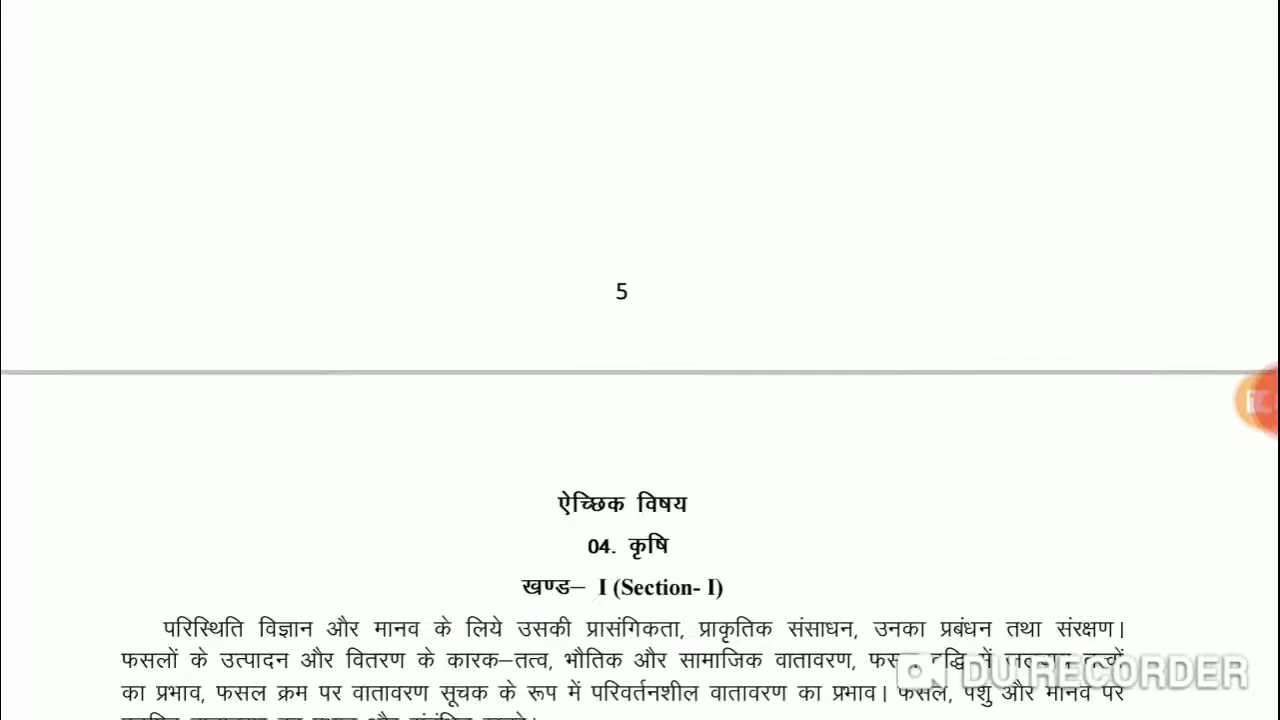 5
ऐच्छिक विषय
04. कृषि
खण्ड– I (Section- I)
परिस्थिति विज्ञान और मानव के लिये उसकी प्रासंगिकता, प्राकृतिक संसाधन, उनका प्रबंधन तथा संरक्षण।
फसलों के उत्पादन और वितरण के कारक–तत्व, भौतिक और सामाजिक वातावरण,
DU RECORDER
का प्रभाव, फसल क्रम पर वातावरण सूचक के रूप में परिवर्तनशील वातावरण का प्रभाव। फसल, पशु और मानव पर